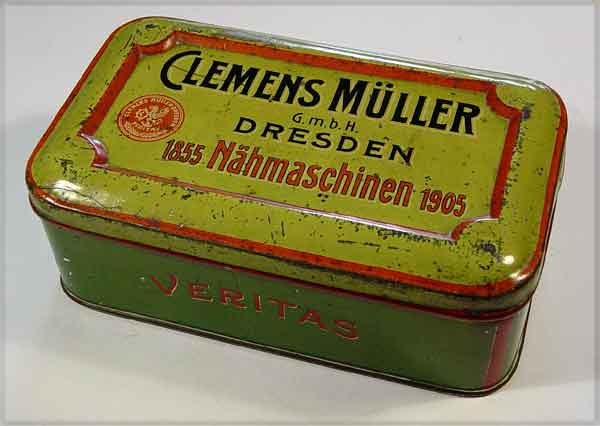 CLEMENS MÜLLER
G.m.b.H.
DRESDEN
1855 Nähmaschinen 1905
VERITAS